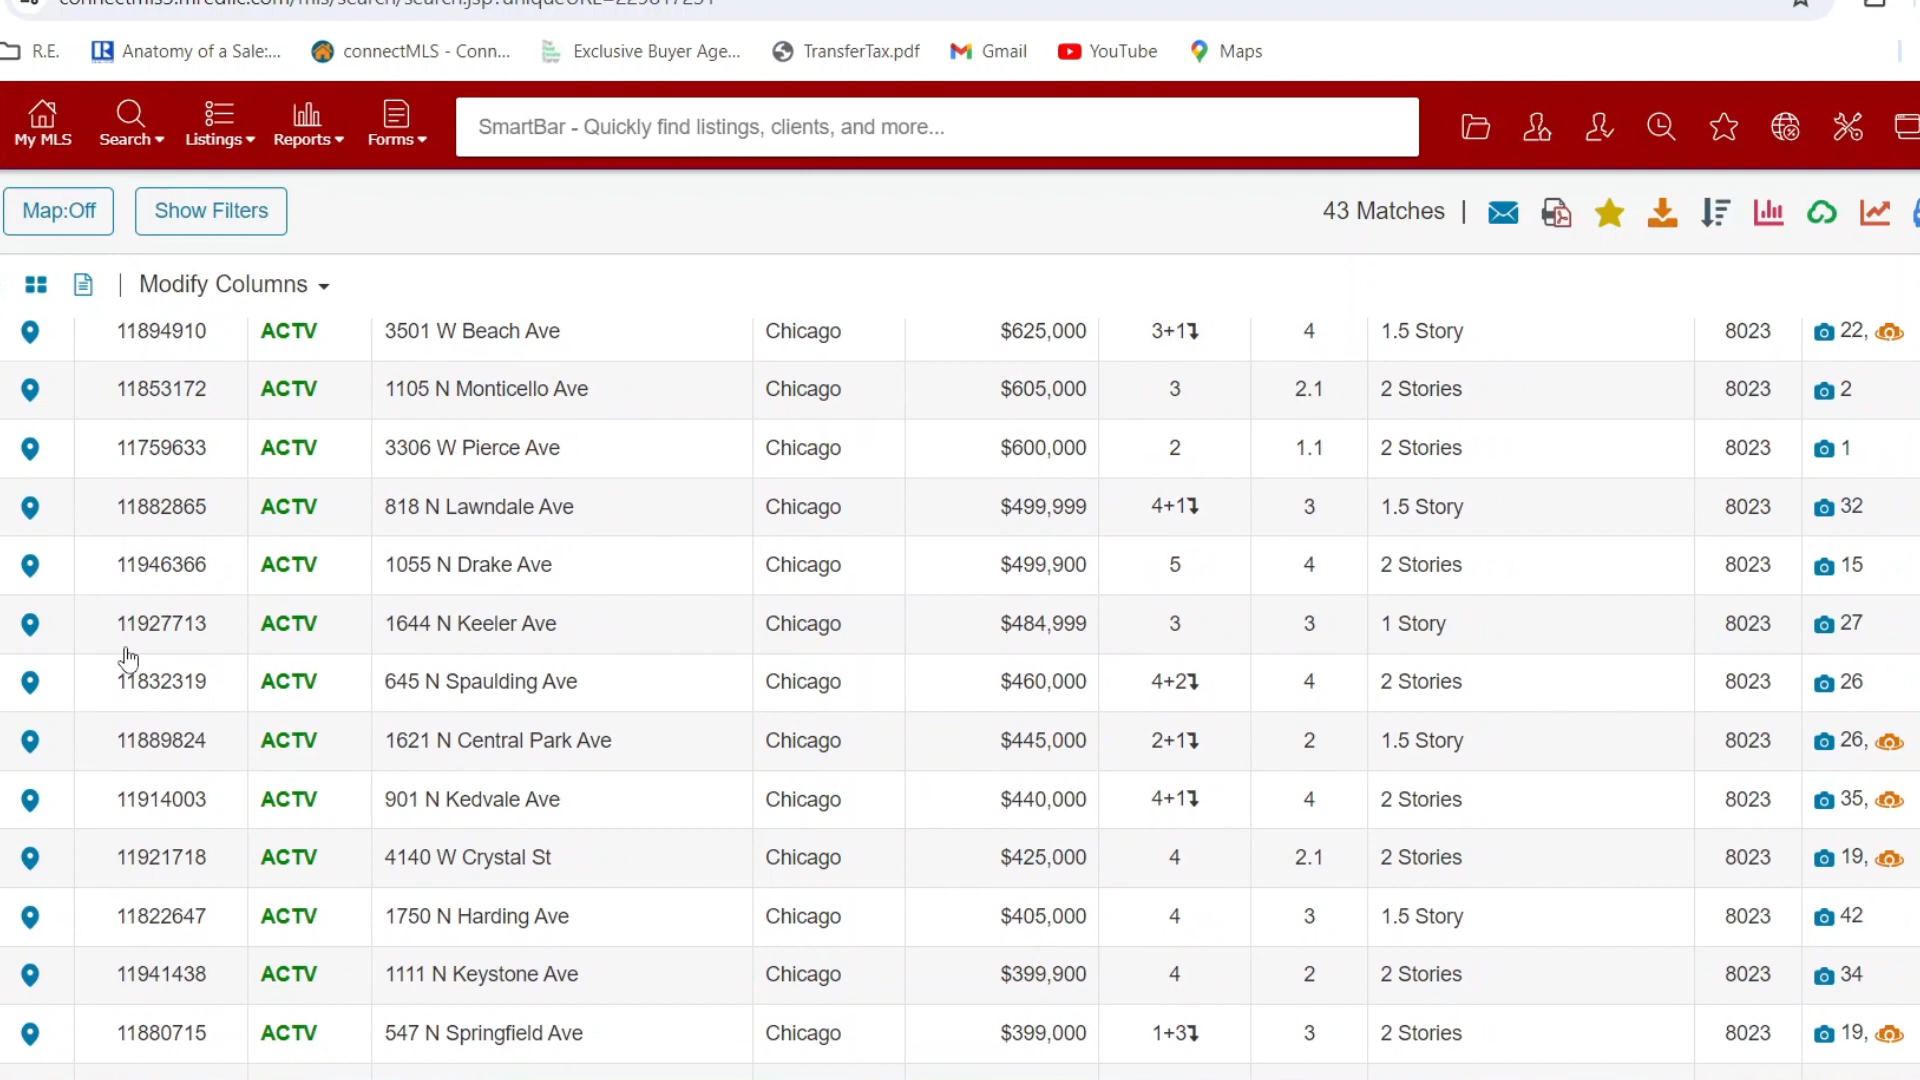 R.E. Anatomy of a Sale:... connectMLS - Conn... Exclusive Buyer Age... TransferTax.pdf Gmail YouTube Maps
My MLS Search Listings Reports Forms SmartBar - Quickly find listings, clients, and more...
Map:Off Show Filters 43 Matches |
| Modify Columns
11894910 ACTV 3501 W Beach Ave Chicago $625,000 3+1 4 1.5 Story 8023 22,
11853172 ACTV 1105 N Monticello Ave Chicago $605,000 3 2.1 2 Stories 8023 2
11759633 ACTV 3306 W Pierce Ave Chicago $600,000 2 1.1 2 Stories 8023 1
11882865 ACTV 818 N Lawndale Ave Chicago $499,999 4+1 3 1.5 Story 8023 32
11946366 ACTV 1055 N Drake Ave Chicago $499,900 5 4 2 Stories 8023 15
11927713 ACTV 1644 N Keeler Ave Chicago $484,999 3 3 1 Story 8023 27
11832319 ACTV 645 N Spaulding Ave Chicago $460,000 4+2 4 2 Stories 8023 26
11889824 ACTV 1621 N Central Park Ave Chicago $445,000 2+1 2 1.5 Story 8023 26,
11914003 ACTV 901 N Kedvale Ave Chicago $440,000 4+1 4 2 Stories 8023 35,
11921718 ACTV 4140 W Crystal St Chicago $425,000 4 2.1 2 Stories 8023 19,
11822647 ACTV 1750 N Harding Ave Chicago $405,000 4 3 1.5 Story 8023 42
11941438 ACTV 1111 N Keystone Ave Chicago $399,900 4 2 2 Stories 8023 34
11880715 ACTV 547 N Springfield Ave Chicago $399,000 1+3 3 2 Stories 8023 19,